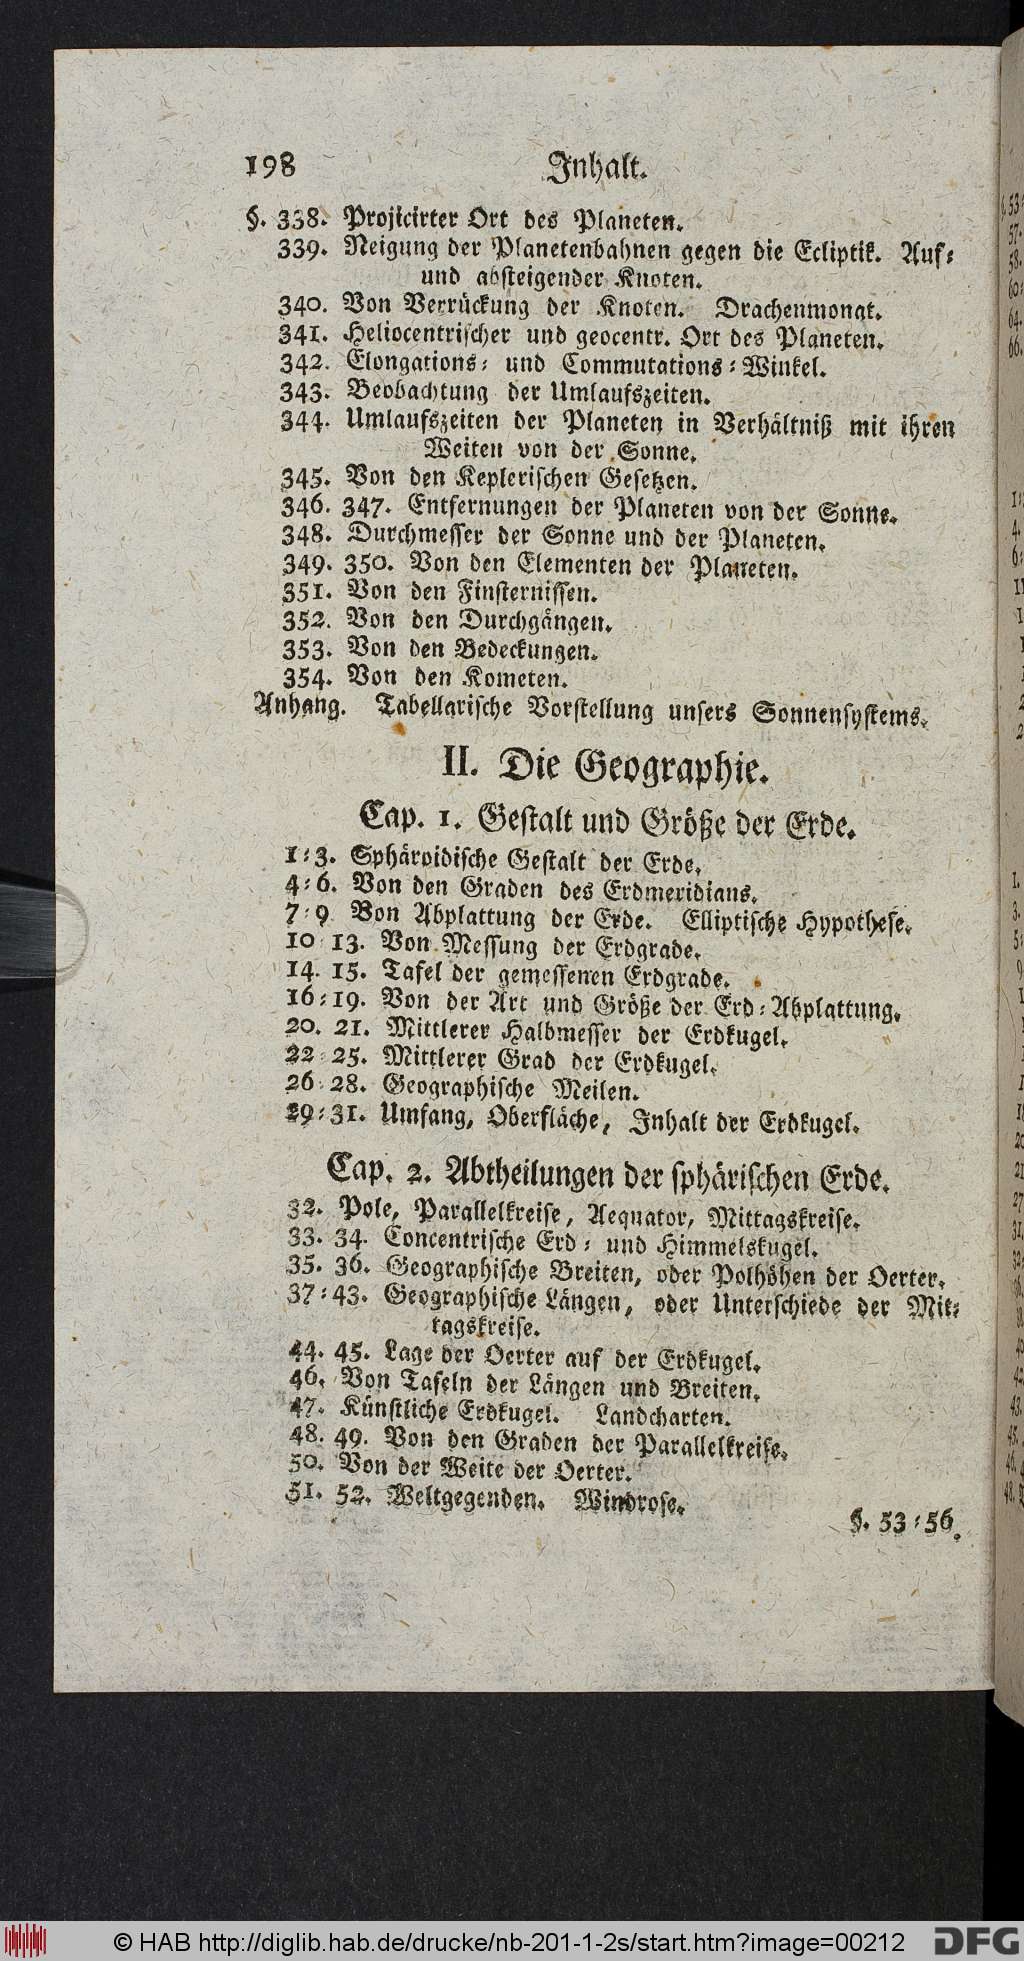 198 Inhalt.
§. 338. Projicirter Ort des Planeten.
339. Neigung der Planetenbahnen gegen die Ecliptik. Auf-
und absteigender Knoten.
340. Von Verrückung der Knoten. Drachenmonat.
341. Heliocentrischer und geocentr. Ort des Planeten.
342. Elongations- und Commutations-Winkel.
343. Beobachtung der Umlaufszeiten.
344. Umlaufszeiten der Planeten in Verhältniß mit ihren
Weiten von der Sonne.
345. Von den Keplerischen Gesetzen.
346. 347. Entfernungen der Planeten von der Sonne.
348. Durchmesser der Sonne und der Planeten.
349. 350. Von den Elementen der Planeten.
351. Von den Finsternissen.
352. Von den Durchgängen.
353. Von den Bedeckungen.
354. Von den Kometen.
Anhang. Tabellarische Vorstellung unsers Sonnensystems.
II. Die Geographie.
Cap. 1. Gestalt und Größe der Erde.
1-3. Sphäroidische Gestalt der Erde.
4-6. Von den Graden des Erdmeridians.
7-9 Von Abplattung der Erde. Elliptische Hypothese.
10 13. Von Messung der Erdgrade.
14. 15. Tafel der gemessenen Erdgrade.
16-19. Von der Art und Größe der Erd-Abplattung.
20. 21. Mittlerer Halbmesser der Erdkugel.
22-25. Mittlerer Grad der Erdkugel.
26-28. Geographische Meilen.
29-31. Umfang, Oberfläche, Inhalt der Erdkugel.
Cap. 2. Abtheilungen der sphärischen Erde.
32. Pole, Parallelkreise, Aequator, Mittagskreise.
33. 34. Concentrische Erd- und Himmelskugel.
35. 36. Geographische Breiten, oder Polhöhen der Oerter.
37-43. Geographische Längen, oder Unterschiede der Mit-
tagskreise.
44. 45. Lage der Oerter auf der Erdkugel.
46. Von Tafeln der Längen und Breiten.
47. Künstliche Erdkugel. Landcharten.
48. 49. Von den Graden der Parallelkreise.
50. Von der Weite der Oerter.
51. 52. Weltgegenden. Windrose.
§. 53-56.
© HAB http://diglib.hab.de/drucke/nb-201-1-2s/start.htm?image=00212
DFG